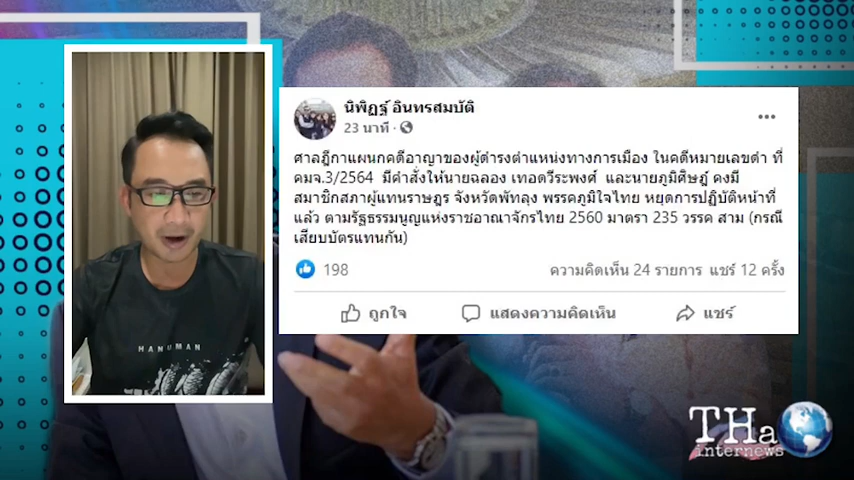 นิพิฏฐ์ อินทรสมบัติ
23 นาที ·
ศาลฎีกาแผนกคดีอาญาของผู้ดำรงตำแหน่งทางการเมือง ในคดีหมายเลขดำ ที่
คมจ.3/2564 มีคำสั่งให้นายฉลอง เทอดวีระพงศ์ และนายภูมิศิษฎ์ คงมี
สมาชิกสภาผู้แทนราษฎร จังหวัดพัทลุง พรรคภูมิใจไทย หยุดการปฏิบัติหน้าที่
แล้ว ตามรัฐธรรมนูญแห่งราชอาณาจักรไทย 2560 มาตรา 235 วรรค สาม (กรณี
เสียบบัตรแทนกัน)
198
ความคิดเห็น 24 รายการ แชร์ 12 ครั้ง
ถูกใจ แสดงความคิดเห็น แชร์
HANUMAN
THa
internews